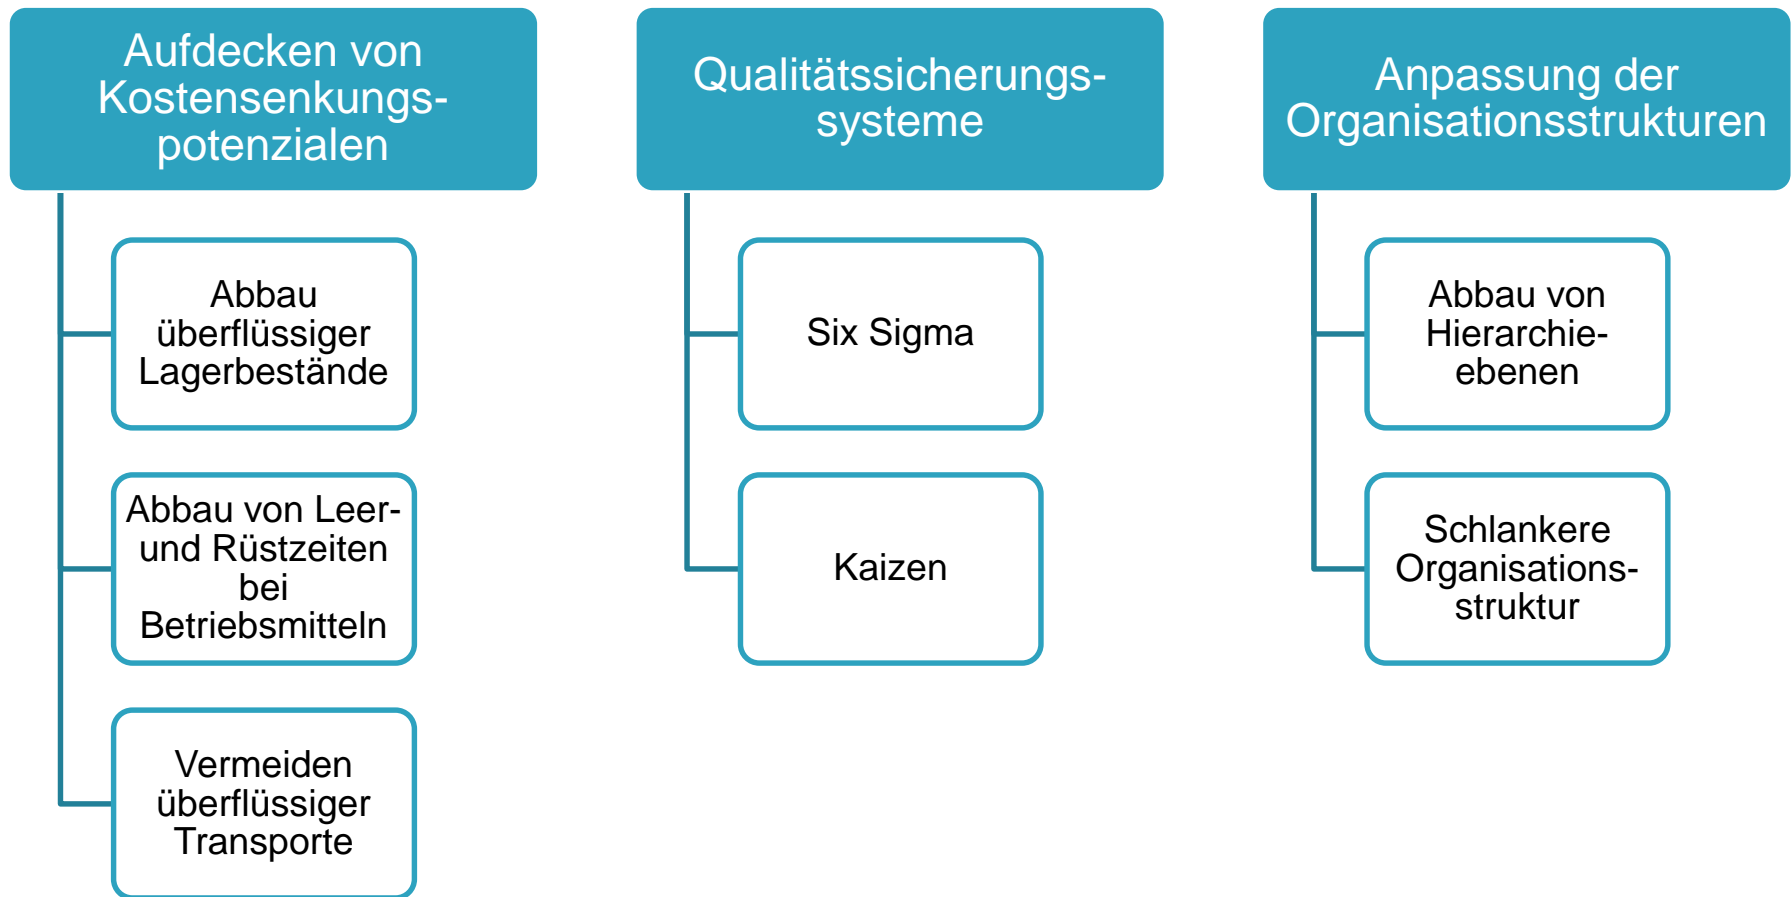 Aufdecken von
Kostensenkungs-
potenzialen
Abbau
überflüssiger
Lagerbestände
Abbau von Leer-
und Rüstzeiten
bei
Betriebsmitteln
Vermeiden
überflüssiger
Transporte
Qualitätssicherungs-
systeme
Six Sigma
Kaizen
Anpassung der
Organisationsstrukturen
Abbau von
Hierarchie-
ebenen
Schlankere
Organisations-
struktur